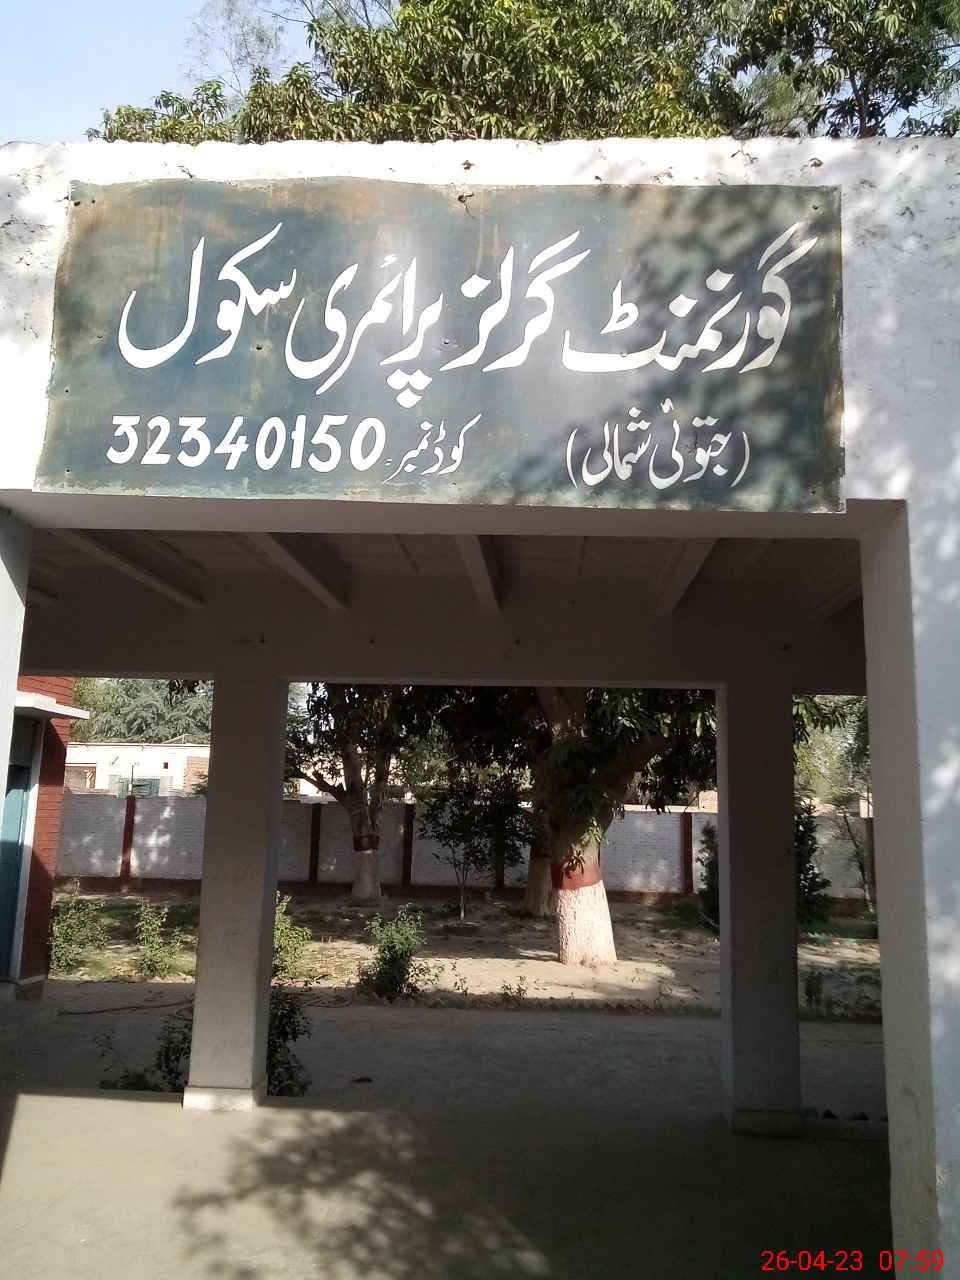 گورنمنٹ گرلز پرائمری سکول
(جتوئی شمالی) کوڈ نمبر 32340150
26-04-23 07:59